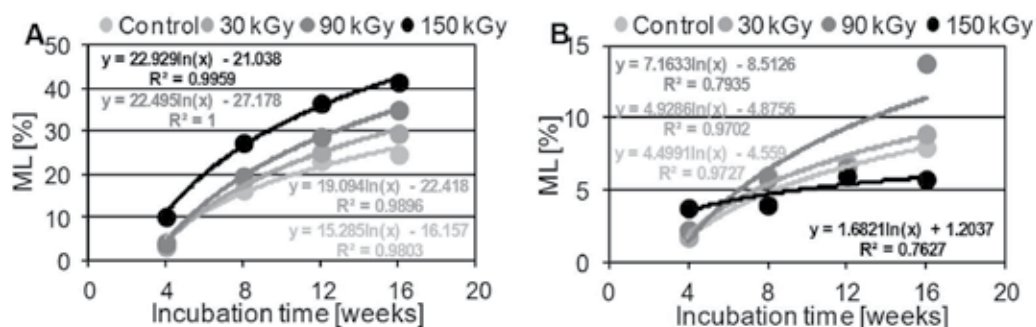 A
Control 30 kGy 90 kGy 150 kGy
50
40
30
20
10
0
ML [%]
y = 22.929ln(x) - 21.038
R² = 0.9959
y = 22.495ln(x) - 27.178
R² = 1
y = 19.094ln(x) - 22.418
R² = 0.9896
y = 15.285ln(x) - 16.157
R² = 0.9803
0 4 8 12 16 20
Incubation time [weeks]
B
Control 30 kGy 90 kGy 150 kGy
15
10
5
0
ML [%]
y = 7.1633ln(x) - 8.5126
R² = 0.7935
y = 4.9286ln(x) - 4.8756
R² = 0.9702
y = 4.4991ln(x) - 4.559
R² = 0.9727
y = 1.6821ln(x) + 1.2037
R² = 0.7627
0 4 8 12 16 20
Incubation time [weeks]